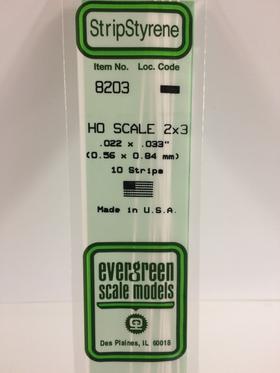 StripStyrene
Item No. Loc. Code
8203
HO SCALE 2x3
.022 x .033"
(0.56 x 0.84 mm)
10 Strips
Made in U.S.A.
evergreen
scale models
Des Plaines, IL 60018